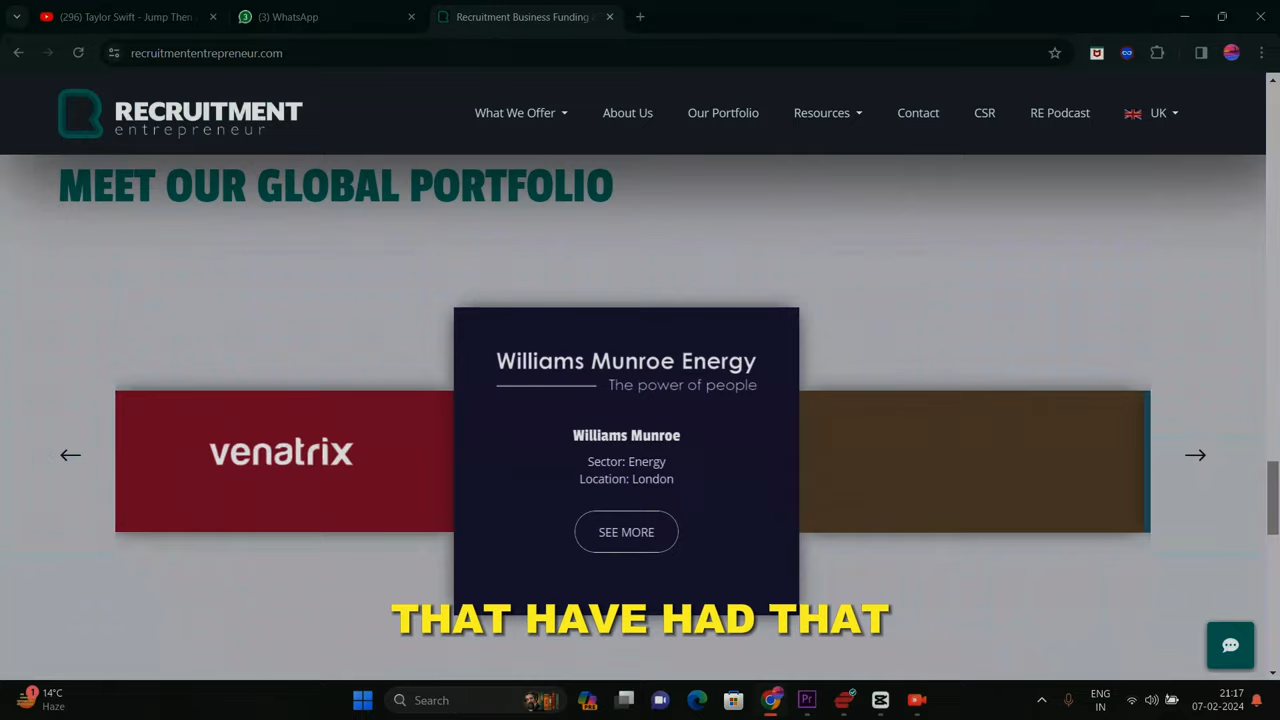 (296) Taylor Swift - Jump Then
(3) WhatsApp
Recruitment Business Funding
recruitmententrepreneur.com
RECRUITMENT
entrepreneur
What We Offer
About Us
Our Portfolio
Resources
Contact
CSR
RE Podcast
UK
MEET OUR GLOBAL PORTFOLIO
venatrix
Williams Munroe Energy
The power of people
Williams Munroe
Sector: Energy
Location: London
SEE MORE
THAT HAVE HAD THAT
1
14°C
Haze
Search
ENG
IN
21:17
07-02-2024